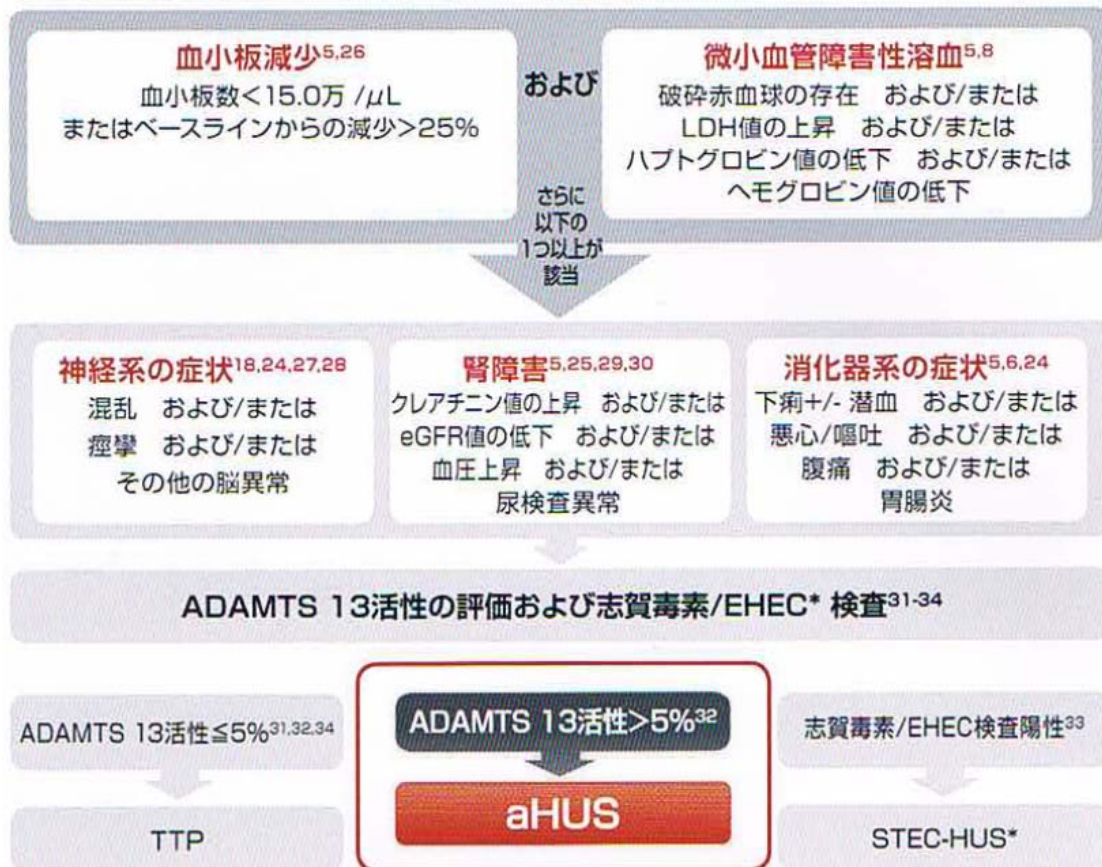 血小板減少5,26
血小板数<15.0万 /μL
またはベースラインからの減少>25%
および
微小血管障害性溶血5,8
破砕赤血球の存在 および/または
LDH値の上昇 および/または
ハプトグロビン値の低下 および/または
ヘモグロビン値の低下
さらに
以下の
1つ以上が
該当
神経系の症状18,24,27,28
混乱 および/または
痙攣 および/または
その他の脳異常
腎障害5,25,29,30
クレアチニン値の上昇 および/または
eGFR値の低下 および/または
血圧上昇 および/または
尿検査異常
消化器系の症状5,6,24
下痢+/- 潜血 および/または
悪心/嘔吐 および/または
腹痛 および/または
胃腸炎
ADAMTS 13活性の評価および志賀毒素/EHEC* 検査31-34
ADAMTS 13活性≦5%31,32,34
TTP
ADAMTS 13活性>5%32
aHUS
志賀毒素/EHEC検査陽性33
STEC-HUS*